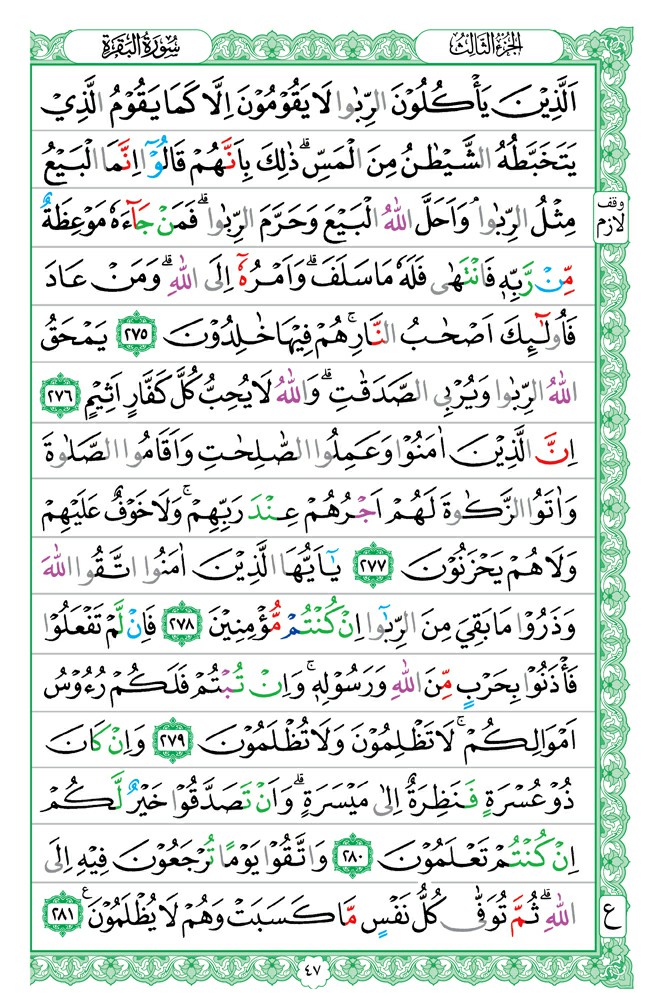 الجزء الثالث
سورة البقرة
اَلَّذِيْنَ يَأْكُلُوْنَ الرِّبٰوا لَا يَقُوْمُوْنَ اِلَّا كَمَا يَقُوْمُ الَّذِيْ
يَتَخَبَّطُهُ الشَّيْطٰنُ مِنَ الْمَسِّ ؕ ذٰلِكَ بِاَنَّهُمْ قَالُوْۤا اِنَّمَا الْبَيْعُ
مِثْلُ الرِّبٰوا ۘ وَاَحَلَّ اللّٰهُ الْبَيْعَ وَحَرَّمَ الرِّبٰوا ؕ فَمَنْ جَآءَهٗ مَوْعِظَةٌ
وقف لازم
مِّنْ رَّبِّهٖ فَانْتَهٰى فَلَهٗ مَا سَلَفَ ؕ وَاَمْرُهٗۤ اِلَى اللّٰهِ ؕ وَمَنْ عَادَ
فَاُولٰٓئِكَ اَصْحٰبُ النَّارِ ۚ هُمْ فِيْهَا خٰلِدُوْنَ ٢٧٥ يَمْحَقُ
اللّٰهُ الرِّبٰوا وَيُرْبِى الصَّدَقٰتِ ؕ وَاللّٰهُ لَا يُحِبُّ كُلَّ كَفَّارٍ اَثِيْمٍ ٢٧٦
اِنَّ الَّذِيْنَ اٰمَنُوْا وَعَمِلُوا الصّٰلِحٰتِ وَاَقَامُوا الصَّلٰوةَ
وَاٰتَوُا الزَّكٰوةَ لَهُمْ اَجْرُهُمْ عِنْدَ رَبِّهِمْ ۚ وَلَا خَوْفٌ عَلَيْهِمْ
وَلَا هُمْ يَحْزَنُوْنَ ٢٧٧ يٰۤاَيُّهَا الَّذِيْنَ اٰمَنُوا اتَّقُوا اللّٰهَ
وَذَرُوْا مَا بَقِيَ مِنَ الرِّبٰۤوا اِنْ كُنْتُمْ مُّؤْمِنِيْنَ ٢٧٨ فَاِنْ لَّمْ تَفْعَلُوْا
فَأْذَنُوْا بِحَرْبٍ مِّنَ اللّٰهِ وَرَسُوْلِهٖ ۚ وَاِنْ تُبْتُمْ فَلَكُمْ رُءُوْسُ
اَمْوَالِكُمْ ۚ لَا تَظْلِمُوْنَ وَلَا تُظْلَمُوْنَ ٢٧٩ وَاِنْ كَانَ
ذُوْ عُسْرَةٍ فَنَظِرَةٌ اِلٰى مَيْسَرَةٍ ؕ وَاَنْ تَصَدَّقُوْا خَيْرٌ لَّكُمْ
اِنْ كُنْتُمْ تَعْلَمُوْنَ ٢٨٠ وَاتَّقُوْا يَوْمًا تُرْجَعُوْنَ فِيْهِ اِلَى
اللّٰهِ ؕ ثُمَّ تُوَفّٰى كُلُّ نَفْسٍ مَّا كَسَبَتْ وَهُمْ لَا يُظْلَمُوْنَ ٢٨١
ع
٤٧